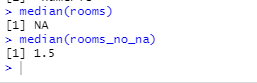 > median(rooms)
[1] NA
> median(rooms_no_na)
[1] 1.5
>